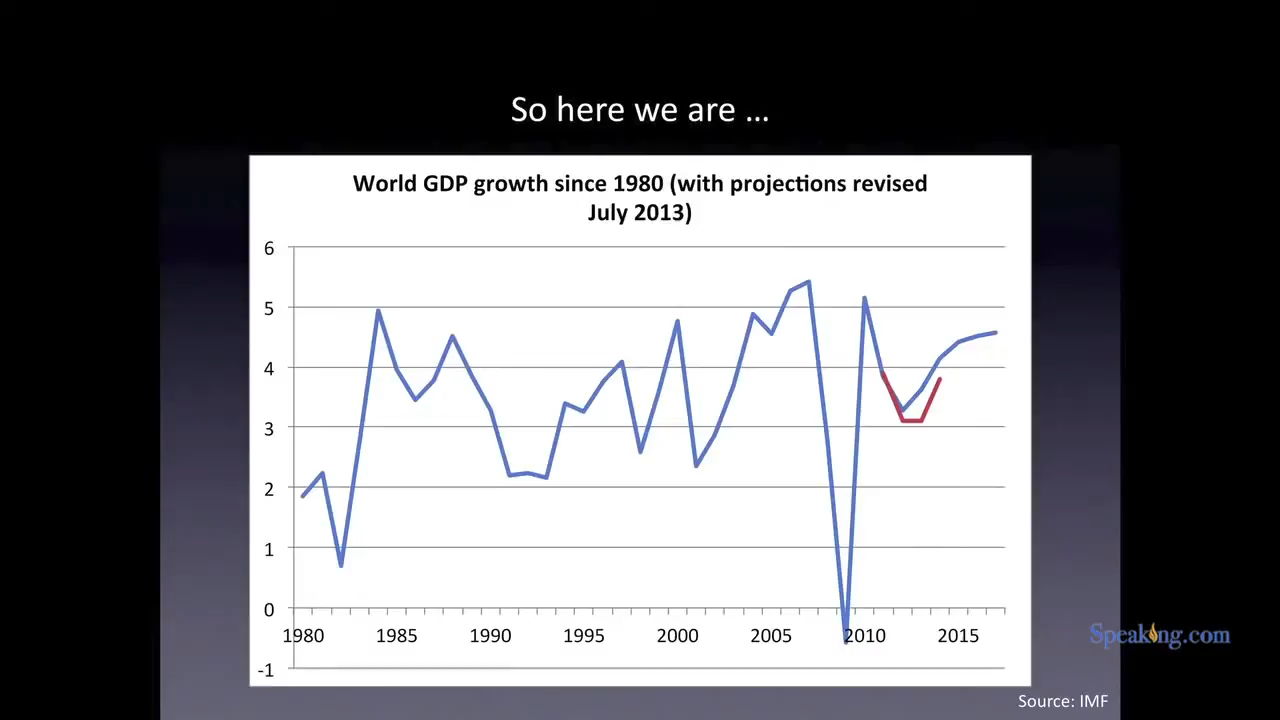 So here we are …
World GDP growth since 1980 (with projections revised
July 2013)
6
5
4
3
2
1
0
1980 1985 1990 1995 2000 2005 2010 2015
-1
Speaking.com
Source: IMF